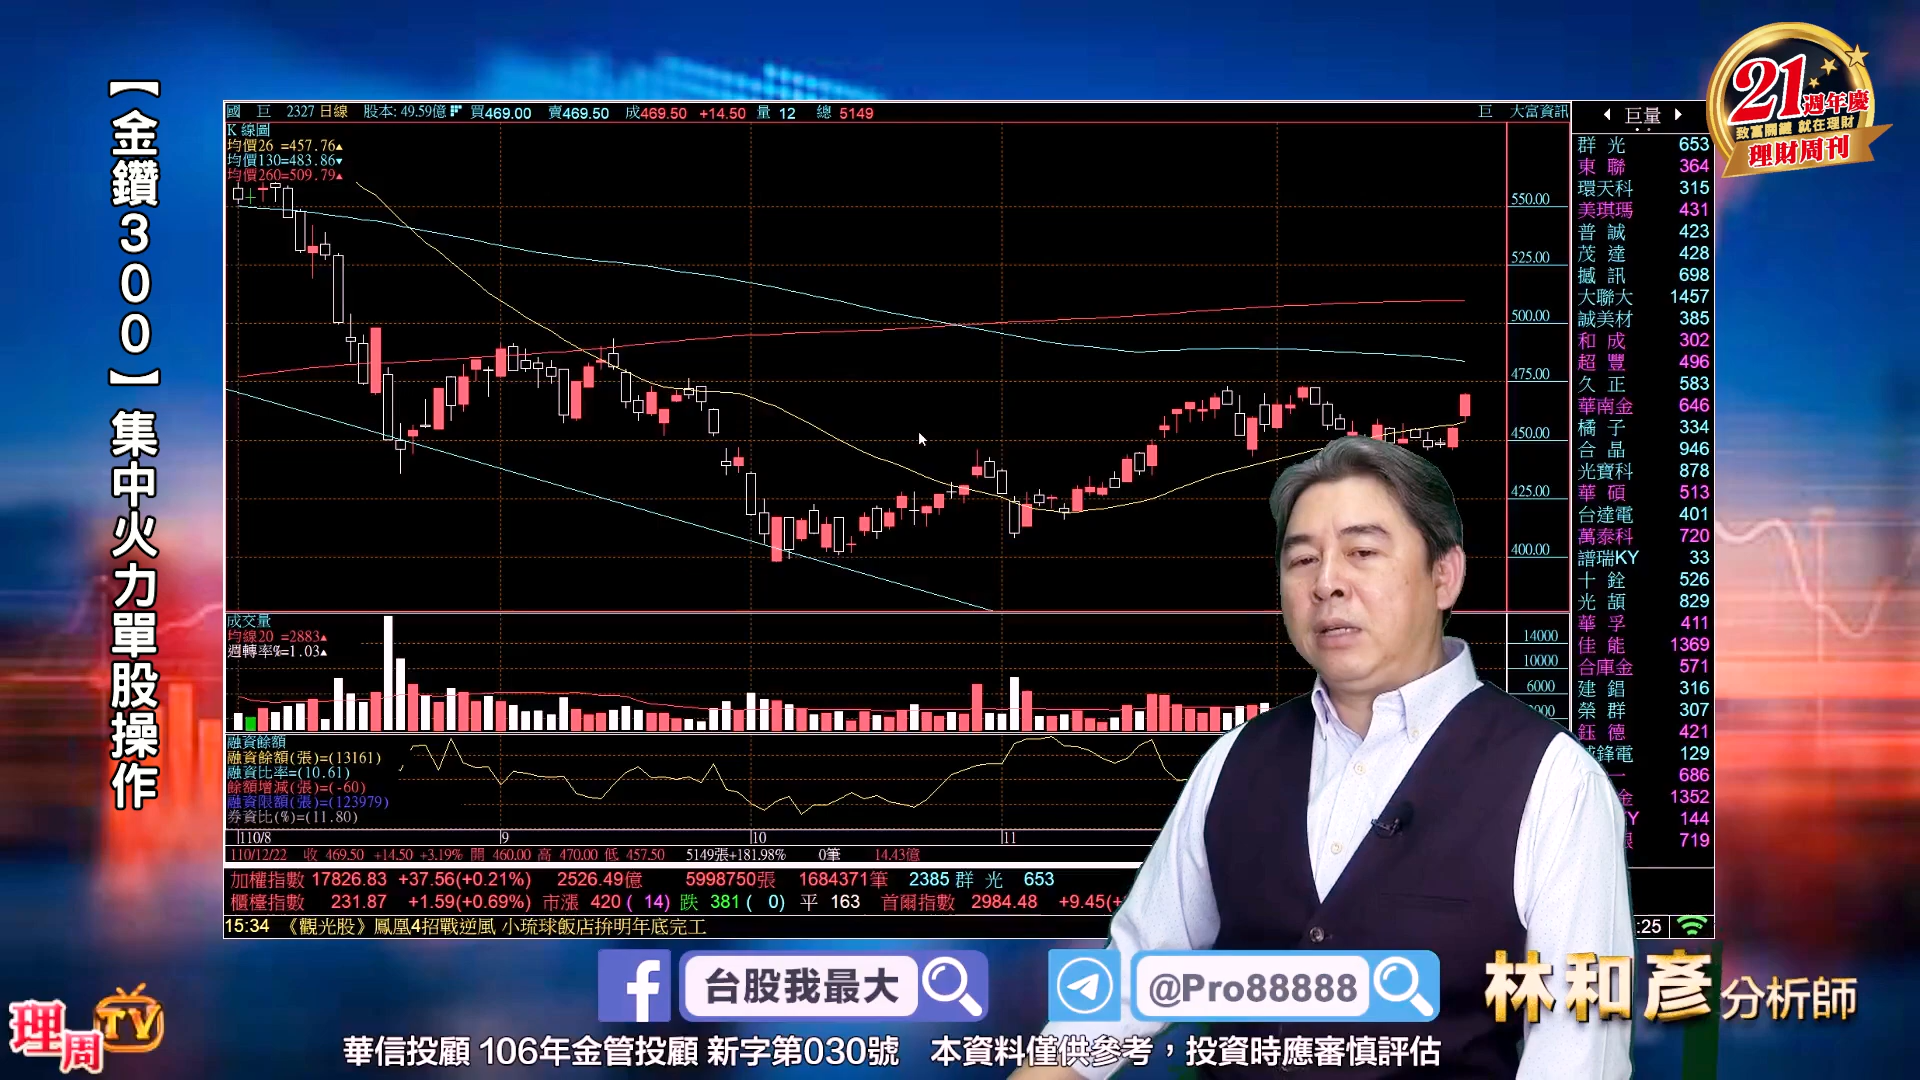 【金鑽300】集中火力單股操作
國 巨 2327 日線 股本: 49.59億 買469.00 賣469.50 成469.50 +14.50 量 12 總 5149
巨 大富資訊
K 線圖
均價26 =457.76▲
均價130=483.86▼
均價260=509.79▲
550.00
525.00
500.00
475.00
450.00
425.00
400.00
成交量
均線20 =2883▲
週轉率%=1.03▲
14000
10000
6000
融資餘額
融資餘額(張)=(13161)
融資比率=(10.61)
餘額增減(張)=(-60)
融資限額(張)=(123979)
券資比(%)=(11.80)
110/8 9 10 11
110/12/22 收 469.50 +14.50 +3.19% 開 460.00 高 470.00 低 457.50 5149張+181.98% 0筆 14.43億
加權指數 17826.83 +37.56(+0.21%) 2526.49億 5998750張 1684371筆 2385 群 光 653
櫃檯指數 231.87 +1.59(+0.69%) 市漲 420 ( 14) 跌 381 ( 0) 平 163 首爾指數 2984.48 +9.45(+
15:34 《觀光股》鳳凰4招戰逆風 小琉球飯店拚明年底完工
:25
巨量
群 光 653
東 聯 364
環天科 315
美琪瑪 431
普 誠 423
茂 達 428
撼 訊 698
大聯大 1457
誠美材 385
和 成 302
超 豐 496
久 正 583
華南金 646
橘 子 334
合 晶 946
光寶科 878
華 碩 513
台達電 401
萬泰科 720
譜瑞KY 33
十 銓 526
光 頡 829
華 孚 411
佳 能 1369
合庫金 571
建 錩 316
榮 群 307
鈺 德 421
鋒電 129
686
金 1352
Y 144
719
21週年慶
致富關鍵 就在理財
理財周刊
台股我最大
@Pro88888
林和彥分析師
理周TV
華信投顧 106年金管投顧 新字第030號 本資料僅供參考，投資時應審慎評估